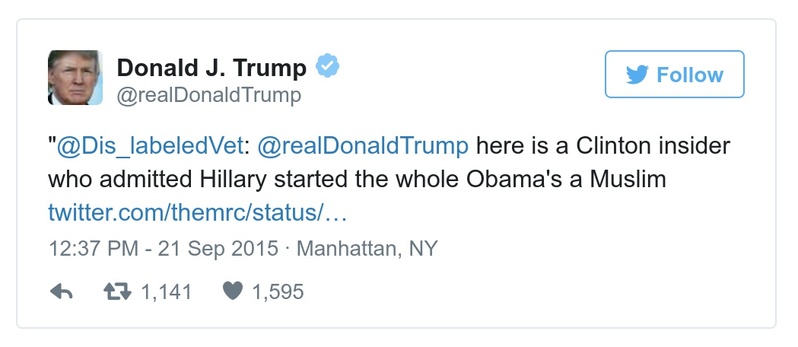 Donald J. Trump
@realDonaldTrump
Follow
"@Dis_labeledVet: @realDonaldTrump here is a Clinton insider
who admitted Hillary started the whole Obama's a Muslim
twitter.com/themrc/status/…
12:37 PM - 21 Sep 2015 · Manhattan, NY
1,141 1,595